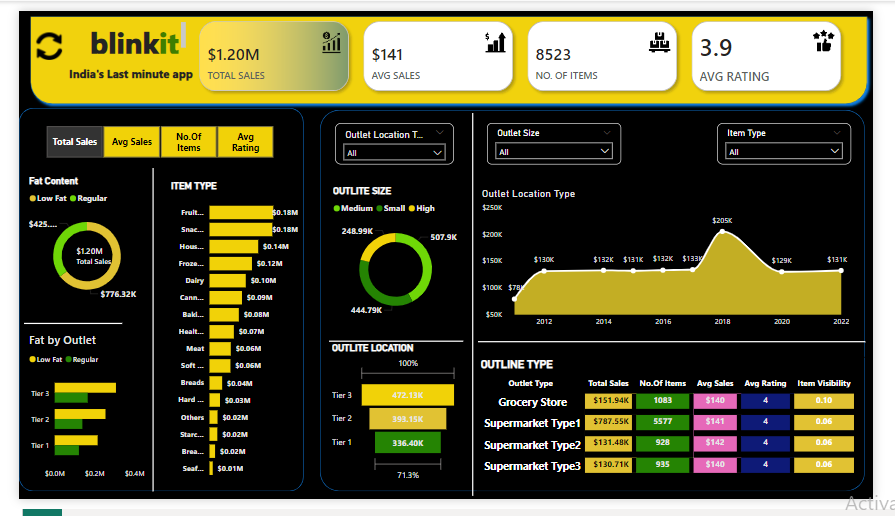 blinkit
India's Last minute app
$1.20M
TOTAL SALES
$141
AVG SALES
8523
NO. OF ITEMS
3.9
AVG RATING
Total Sales
Avg Sales
No.Of Items
Avg Rating
Fat Content
Low Fat Regular
$425....
$1.20M
Total Sales
$776.32K
Fat by Outlet
Low Fat Regular
Tier 3
Tier 2
Tier 1
$0.0M $0.2M $0.4M
ITEM TYPE
Fruit... $0.18M
Snac... $0.18M
Hous... $0.14M
Froze... $0.12M
Dairy $0.10M
Cann... $0.09M
Baki... $0.08M
Healt... $0.07M
Meat $0.06M
Soft ... $0.06M
Breads $0.04M
Hard ... $0.03M
Others $0.02M
Starc... $0.02M
Brea... $0.02M
Seaf... $0.01M
Outlet Location T...
All
OUTLITE SIZE
Medium Small High
248.99K
507.9K
444.79K
OUTLITE LOCATION
100%
Tier 3 472.13K
Tier 2 393.15K
Tier 1 336.40K
71.3%
Outlet Size
All
Item Type
All
Outlet Location Type
$250K
$200K
$150K
$100K
$50K
$78K
$130K
$132K
$131K
$132K
$133K
$205K
$129K
$131K
2012 2014 2016 2018 2020 2022
OUTLINE TYPE
Outlet Type Total Sales No.Of Items Avg Sales Avg Rating Item Visibility
Grocery Store $151.94K 1083 $140 4 0.10
Supermarket Type1 $787.55K 5577 $141 4 0.06
Supermarket Type2 $131.48K 928 $142 4 0.06
Supermarket Type3 $130.71K 935 $140 4 0.06
Activa